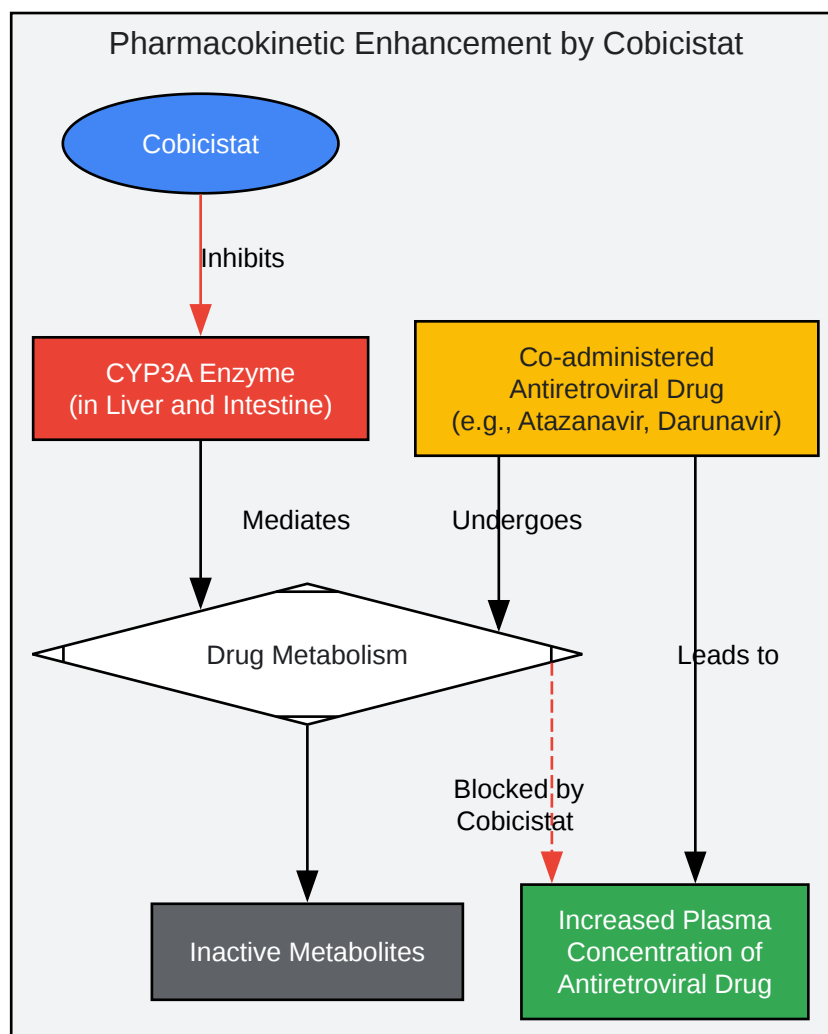 Pharmacokinetic Enhancement by Cobicistat
Cobicistat
Inhibits
CYP3A Enzyme
(in Liver and Intestine)
Co-administered
Antiretroviral Drug
(e.g., Atazanavir, Darunavir)
Mediates
Undergoes
Drug Metabolism
Leads to
Blocked by
Cobicistat
Inactive Metabolites
Increased Plasma
Concentration of
Antiretroviral Drug